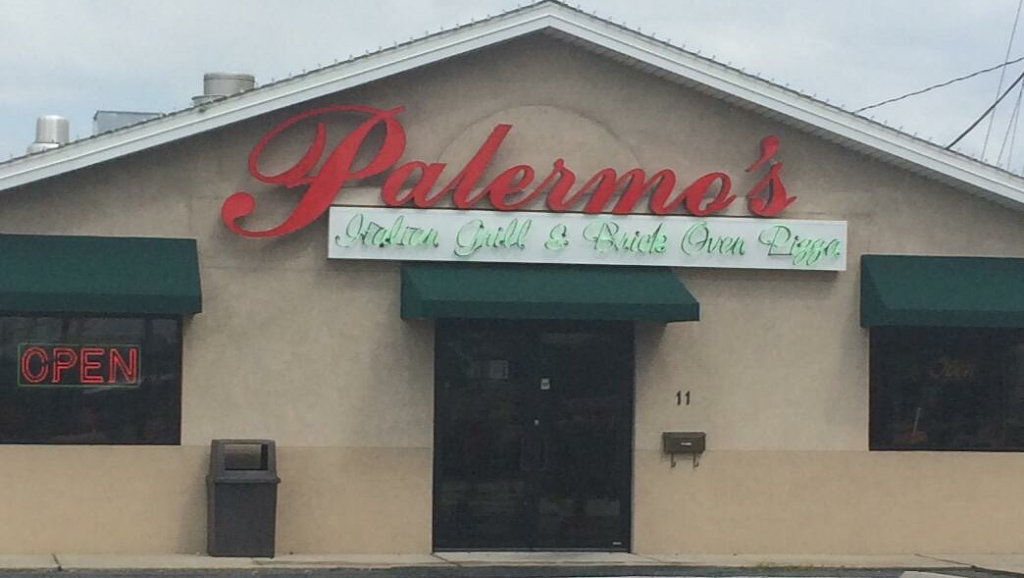 Palermo's
Italian Grill & Brick Oven Pizza
OPEN
11